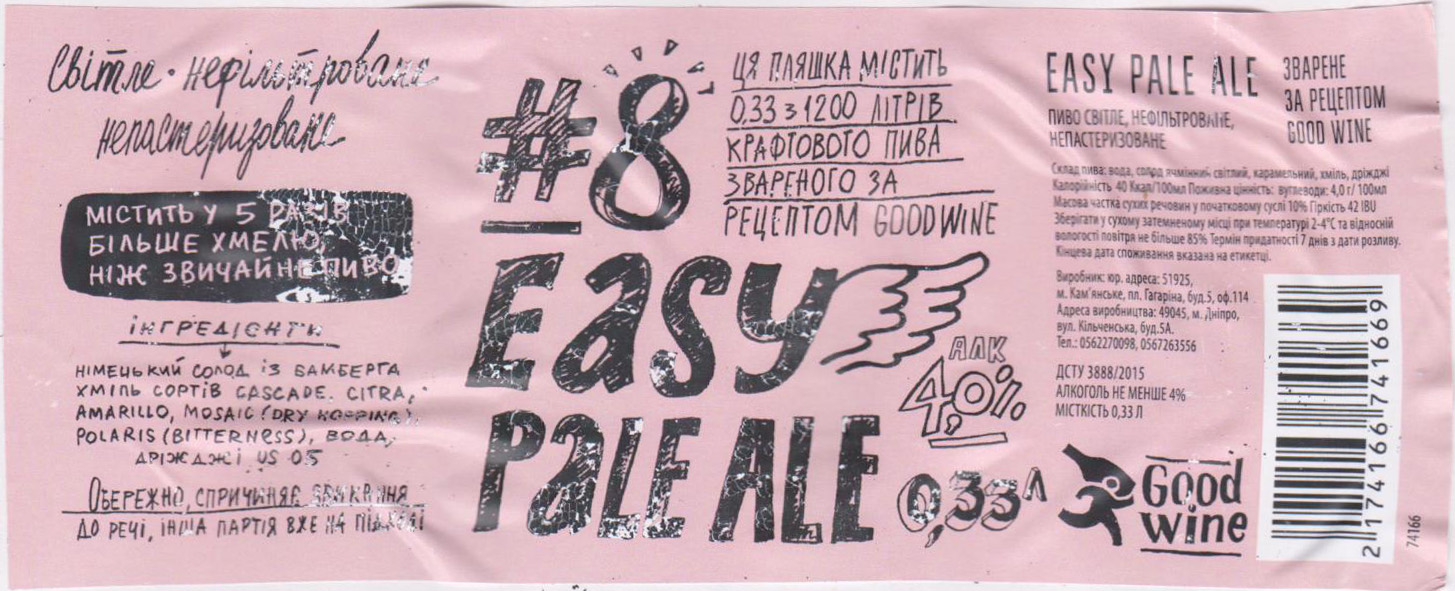 Світле · нефільтроване
непастеризоване
МІСТИТЬ У 5 РАЗІВ
БІЛЬШЕ ХМЕЛЮ,
НІЖ ЗВИЧАЙНЕ ПИВО
ІНГРЕДІЄНТИ
НІМЕЦЬКИЙ СОЛОД ІЗ БАМБЕРГА
ХМІЛЬ СОРТІВ CASCADE, CITRA,
AMARILLO, MOSAIC (DRY HOPPING),
POLARIS (BITTERNESS), ВОДА,
ДРІЖДЖІ US 05
ОБЕРЕЖНО, СПРИЧИНЯЄ ЗВИКАННЯ
ДО РЕЧІ, ІНША ПАРТІЯ ВЖЕ НА ПІДХОДІ
#8
EASY
PALE ALE
ЦЯ ПЛЯШКА МІСТИТЬ
0,33 З 1200 ЛІТРІВ
КРАФТОВОГО ПИВА
ЗВАРЕНОГО ЗА
РЕЦЕПТОМ GOODWINE
АЛК
4,0%
0,33л
EASY PALE ALE
ПИВО СВІТЛЕ, НЕФІЛЬТРОВАНЕ,
НЕПАСТЕРИЗОВАНЕ
ЗВАРЕНЕ
ЗА РЕЦЕПТОМ
GOOD WINE
Склад пива: вода, солод ячмінний світлий, карамельний, хміль, дріжджі
Калорійність 40 Ккал/100мл Поживна цінність: вуглеводи: 4,0 г/ 100мл
Масова частка сухих речовин у початковому суслі 10% Гіркість 42 IBU
Зберігати у сухому затемненому місці при температурі 2-4°С та відносній
вологості повітря не більше 85% Термін придатності 7 днів з дати розливу.
Кінцева дата споживання вказана на етикетці.
Виробник: юр. адреса: 51925,
м. Кам'янське, пл. Гагаріна, буд.5, оф.114
Адреса виробництва: 49045, м. Дніпро,
вул. Кільченська, буд.5А.
Тел.: 0562270098, 0567263556
ДСТУ 3888/2015
АЛКОГОЛЬ НЕ МЕНШЕ 4%
МІСТКІСТЬ 0,33 Л
Good
wine
2 174166 741669
74166